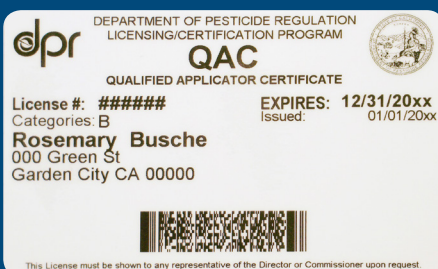 dpr
DEPARTMENT OF PESTICIDE REGULATION
LICENSING/CERTIFICATION PROGRAM
QAC
QUALIFIED APPLICATOR CERTIFICATE
License #: ######
EXPIRES: 12/31/20xx
Categories: B
Issued: 01/01/20xx
Rosemary Busche
000 Green St
Garden City CA 00000
This License must be shown to any representative of the Director or Commissioner upon request.